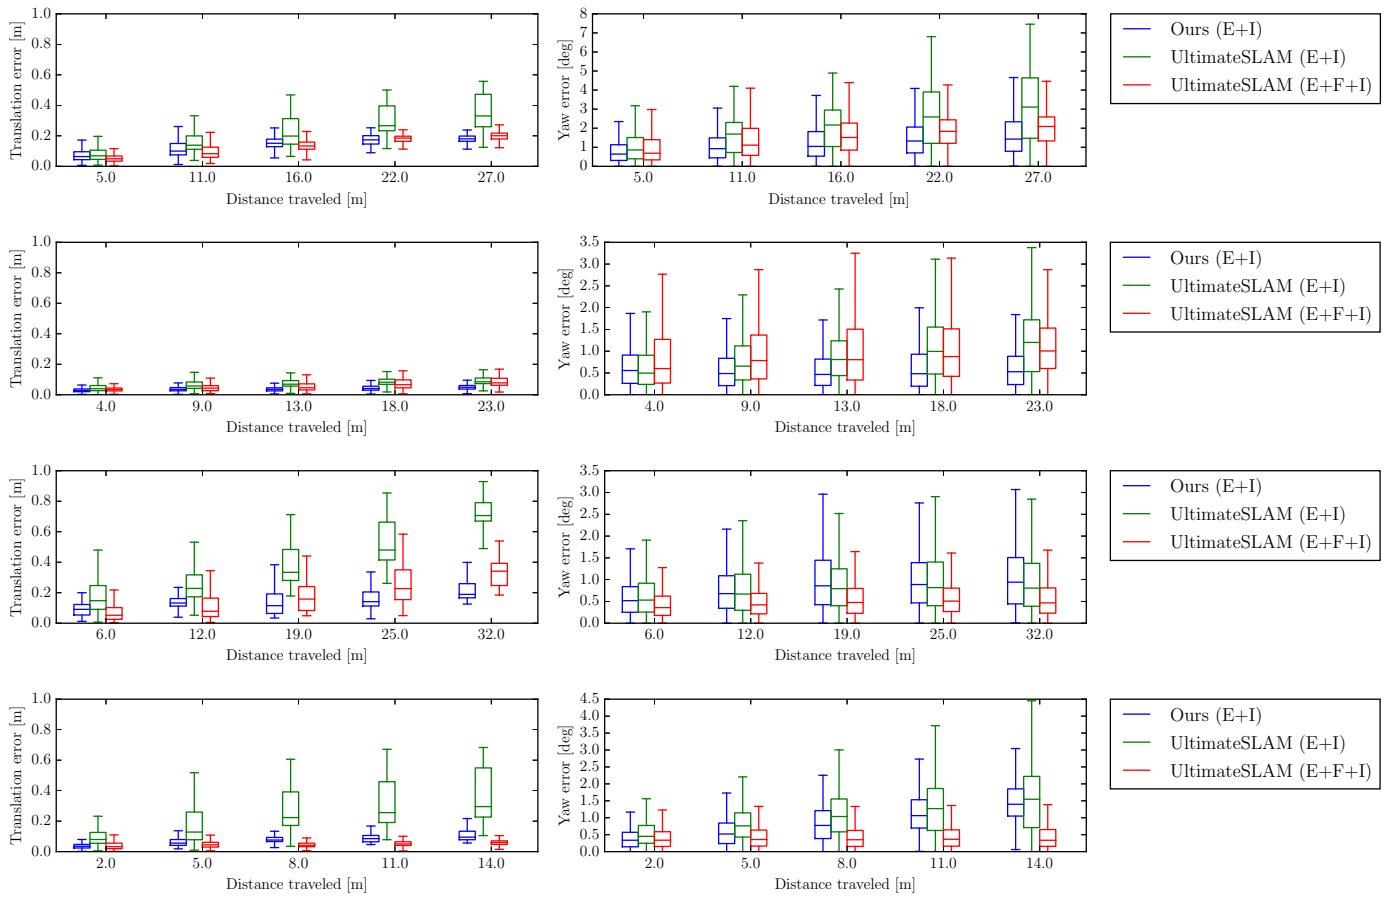 Translation error [m]
1.0
0.8
0.6
0.4
0.2
0.0
5.0 11.0 16.0 22.0 27.0
Distance traveled [m]
Yaw error [deg]
8
7
6
5
4
3
2
1
0
5.0 11.0 16.0 22.0 27.0
Distance traveled [m]
Ours (E+I)
UltimateSLAM (E+I)
UltimateSLAM (E+F+I)
Translation error [m]
1.0
0.8
0.6
0.4
0.2
0.0
4.0 9.0 13.0 18.0 23.0
Distance traveled [m]
Yaw error [deg]
3.5
3.0
2.5
2.0
1.5
1.0
0.5
0.0
4.0 9.0 13.0 18.0 23.0
Distance traveled [m]
Ours (E+I)
UltimateSLAM (E+I)
UltimateSLAM (E+F+I)
Translation error [m]
1.0
0.8
0.6
0.4
0.2
0.0
6.0 12.0 19.0 25.0 32.0
Distance traveled [m]
Yaw error [deg]
3.5
3.0
2.5
2.0
1.5
1.0
0.5
0.0
6.0 12.0 19.0 25.0 32.0
Distance traveled [m]
Ours (E+I)
UltimateSLAM (E+I)
UltimateSLAM (E+F+I)
Translation error [m]
1.0
0.8
0.6
0.4
0.2
0.0
2.0 5.0 8.0 11.0 14.0
Distance traveled [m]
Yaw error [deg]
4.5
4.0
3.5
3.0
2.5
2.0
1.5
1.0
0.5
0.0
2.0 5.0 8.0 11.0 14.0
Distance traveled [m]
Ours (E+I)
UltimateSLAM (E+I)
UltimateSLAM (E+F+I)